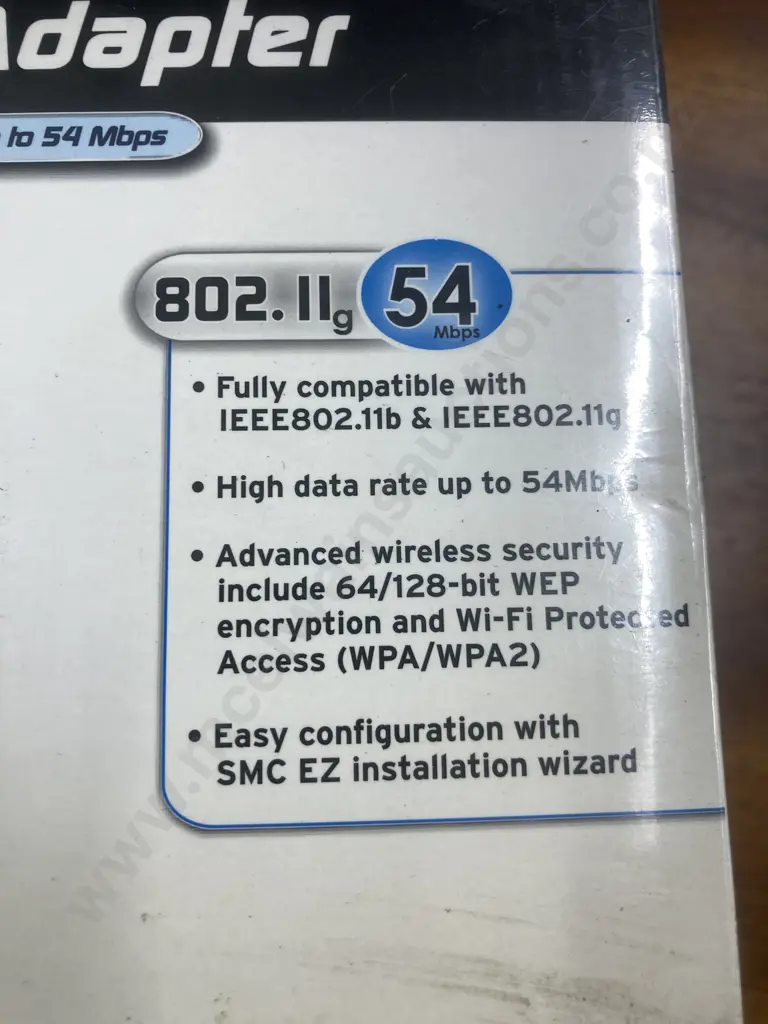 Adapter
to 54 Mbps
802.11g 54 Mbps
• Fully compatible with
IEEE802.11b & IEEE802.11g
• High data rate up to 54Mbps
• Advanced wireless security
include 64/128-bit WEP
encryption and Wi-Fi Protected
Access (WPA/WPA2)
• Easy configuration with
SMC EZ installation wizard